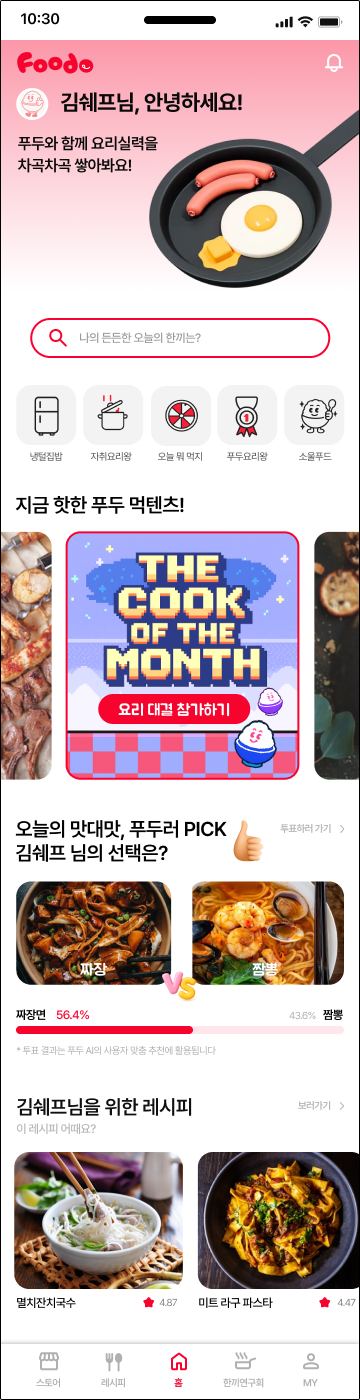 10:30
Foodo
김쉐프님, 안녕하세요!
푸두와 함께 요리실력을
차곡차곡 쌓아봐요!
나의 든든한 오늘의 한끼는?
냉털집밥
자취요리왕
오늘 뭐 먹지
푸두요리왕
소울푸드
지금 핫한 푸두 먹텐츠!
THE
COOK
OF THE
MONTH
요리 대결 참가하기
오늘의 맛대맛, 푸두러 PICK
투표하러 가기
김쉐프 님의 선택은?
짜장
짬뽕
VS
짜장면 56.4%
43.6% 짬뽕
* 투표 결과는 푸두 AI의 사용자 맞춤 추천에 활용됩니다
김쉐프님을 위한 레시피
보러가기
이 레시피 어때요?
멸치잔치국수
4.87
미트 라구 파스타
4.47
스토어
레시피
홈
한끼연구회
MY